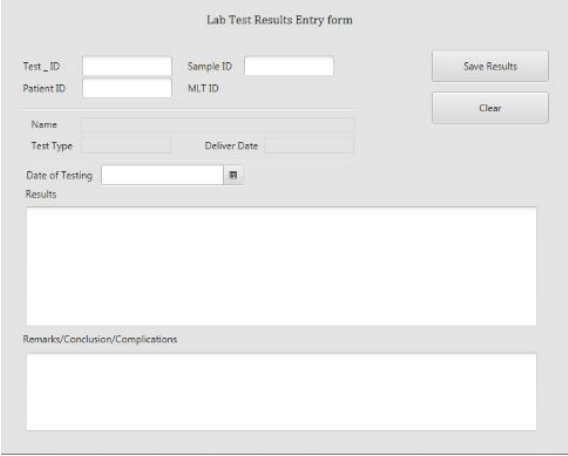 Lab Test Results Entry form
Test _ ID Sample ID Save Results
Patient ID MLT ID
Clear
Name
Test Type Deliver Date
Date of Testing
Results
Remarks/Conclusion/Complications